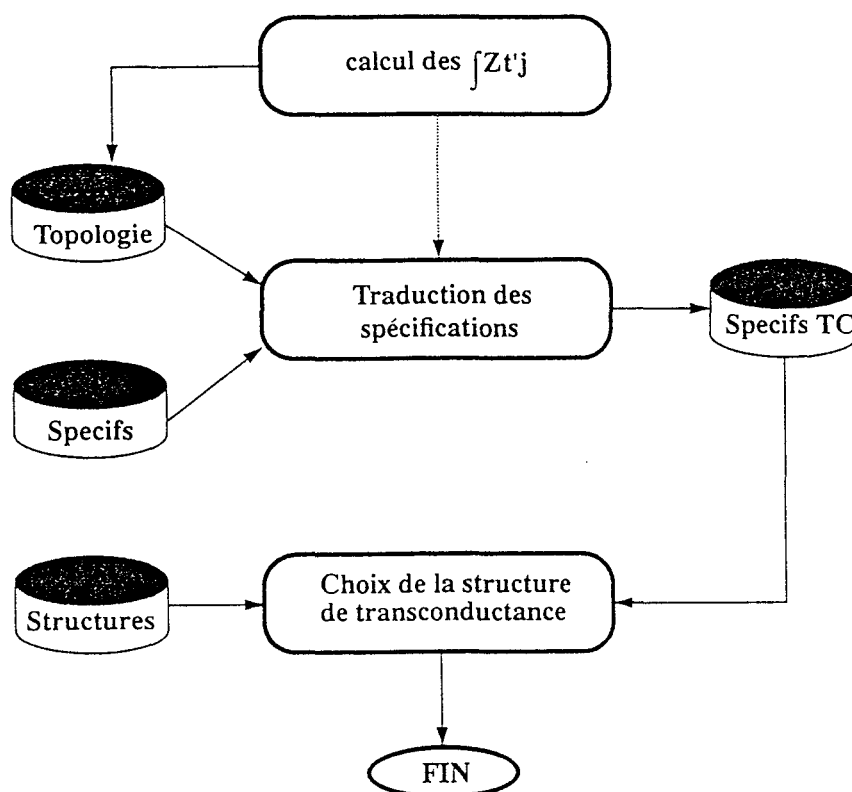 calcul des ∫Zt'j
Topologie
Traduction des
spécifications
Specifs TC
Specifs
Structures
Choix de la structure
de transconductance
FIN